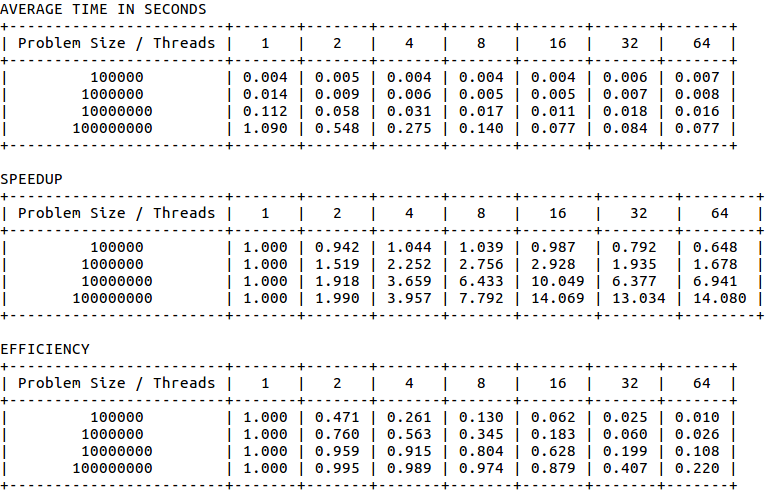 AVERAGE TIME IN SECONDS
+------------------------+-------+-------+-------+-------+-------+-------+-------+
| Problem Size / Threads |   1   |   2   |   4   |   8   |   16  |   32  |   64  |
+------------------------+-------+-------+-------+-------+-------+-------+-------+
|         100000         | 0.004 | 0.005 | 0.004 | 0.004 | 0.004 | 0.006 | 0.007 |
|        1000000         | 0.014 | 0.009 | 0.006 | 0.005 | 0.005 | 0.007 | 0.008 |
|        10000000        | 0.112 | 0.058 | 0.031 | 0.017 | 0.011 | 0.018 | 0.016 |
|       100000000        | 1.090 | 0.548 | 0.275 | 0.140 | 0.077 | 0.084 | 0.077 |
+------------------------+-------+-------+-------+-------+-------+-------+-------+
SPEEDUP
+------------------------+-------+-------+-------+-------+--------+--------+--------+
| Problem Size / Threads |   1   |   2   |   4   |   8   |   16   |   32   |   64   |
+------------------------+-------+-------+-------+-------+--------+--------+--------+
|         100000         | 1.000 | 0.942 | 1.044 | 1.039 | 0.987  | 0.792  | 0.648  |
|        1000000         | 1.000 | 1.519 | 2.252 | 2.756 | 2.928  | 1.935  | 1.678  |
|        10000000        | 1.000 | 1.918 | 3.659 | 6.433 | 10.049 | 6.377  | 6.941  |
|       100000000        | 1.000 | 1.990 | 3.957 | 7.792 | 14.069 | 13.034 | 14.080 |
+------------------------+-------+-------+-------+-------+--------+--------+--------+
EFFICIENCY
+------------------------+-------+-------+-------+-------+-------+-------+-------+
| Problem Size / Threads |   1   |   2   |   4   |   8   |   16  |   32  |   64  |
+------------------------+-------+-------+-------+-------+-------+-------+-------+
|         100000         | 1.000 | 0.471 | 0.261 | 0.130 | 0.062 | 0.025 | 0.010 |
|        1000000         | 1.000 | 0.760 | 0.563 | 0.345 | 0.183 | 0.060 | 0.026 |
|        10000000        | 1.000 | 0.959 | 0.915 | 0.804 | 0.628 | 0.199 | 0.108 |
|       100000000        | 1.000 | 0.995 | 0.989 | 0.974 | 0.879 | 0.407 | 0.220 |
+------------------------+-------+-------+-------+-------+-------+-------+-------+